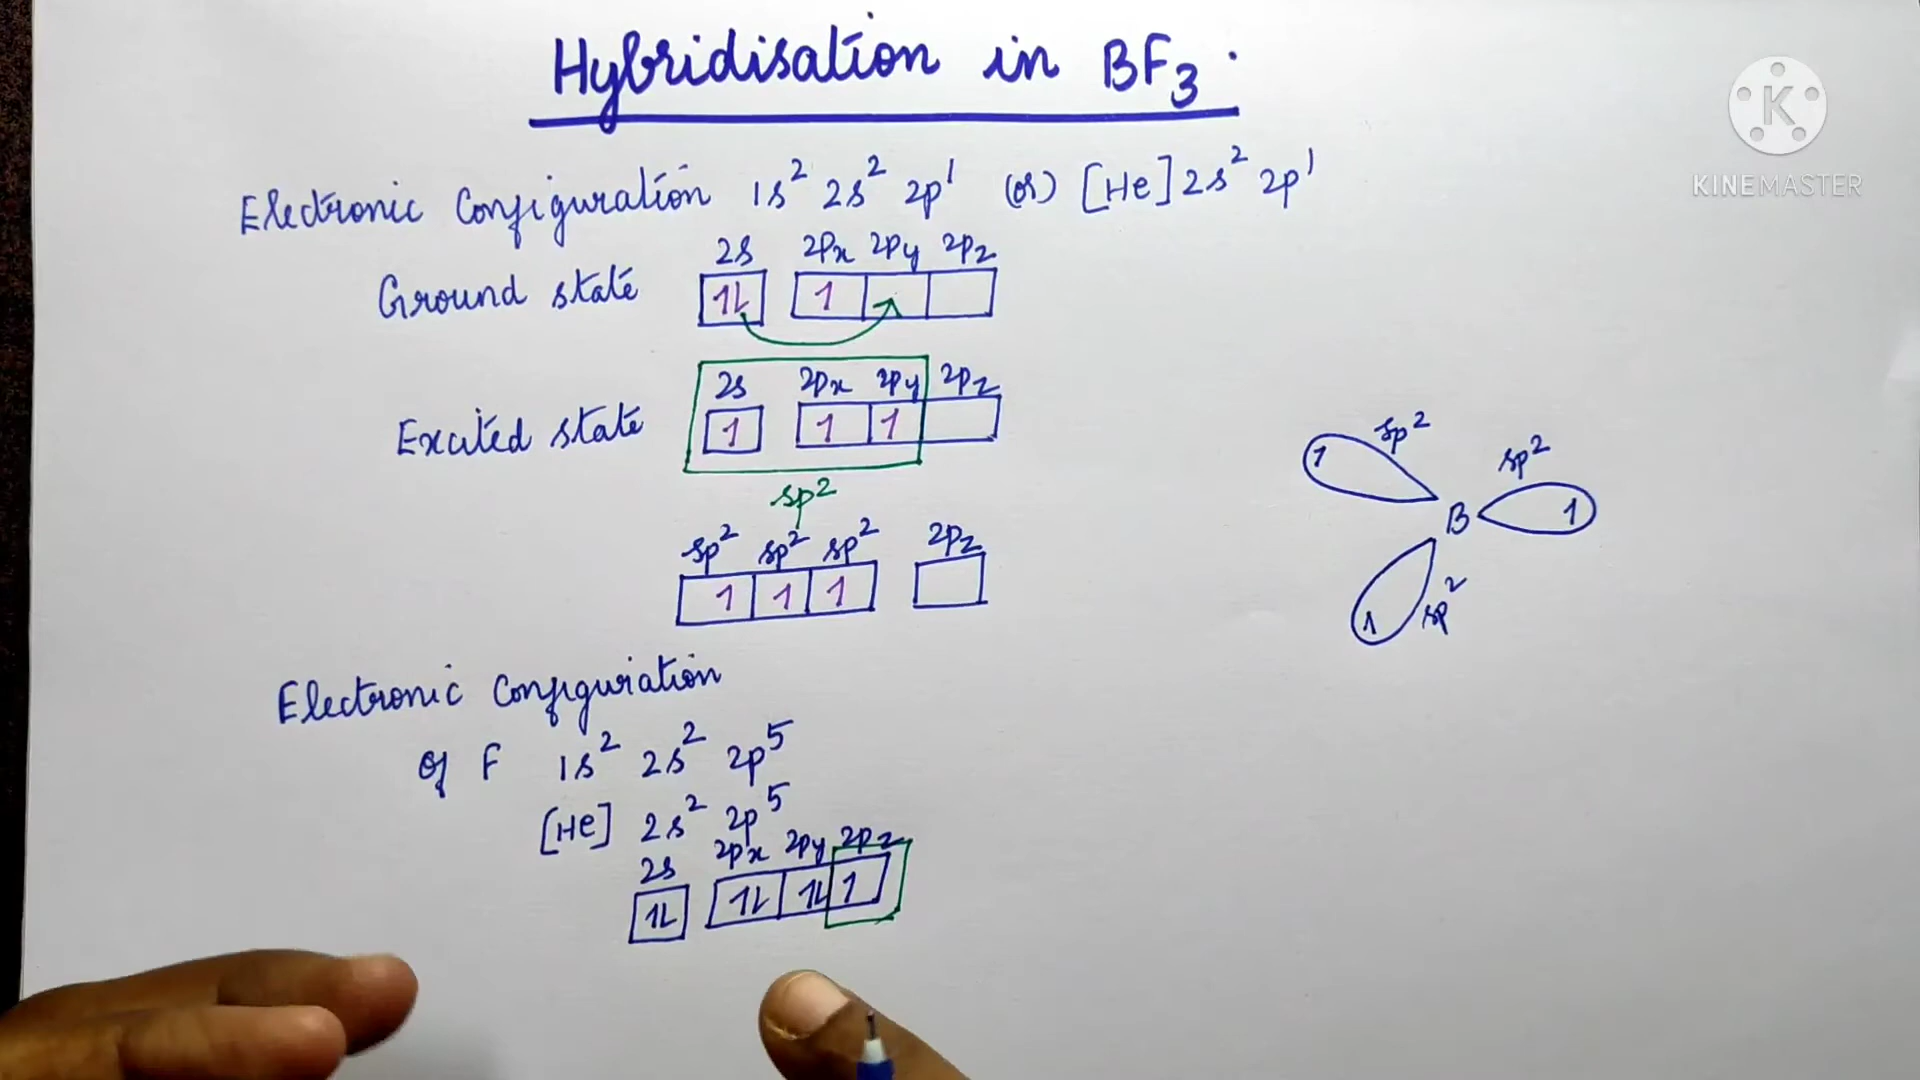 Hybridisation in BF3.
Electronic Configuration 1s² 2s² 2p¹ (or) [He] 2s² 2p¹
2s 2Px 2Py 2Pz
Ground state 1L 1
2s 2Px 2Py 2Pz
Excited state 1 1 1
sp²
sp² sp² sp² 2Pz
1 1 1
sp² sp²
1 B 1
1 sp²
Electronic Configuration
of F 1s² 2s² 2p⁵
[He] 2s² 2p⁵
2s 2px 2py 2pz
1L 1L 1L 1
K
KINEMASTER